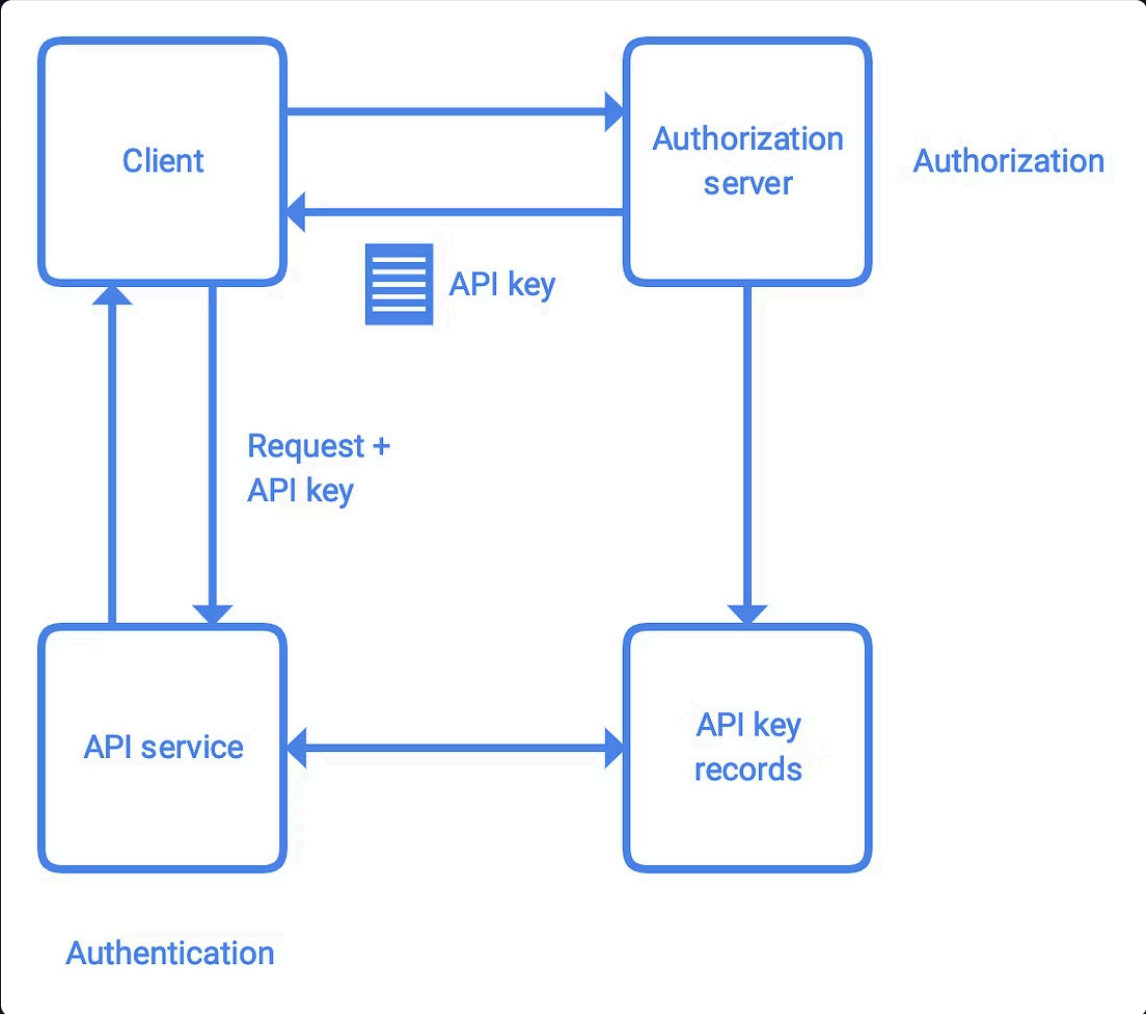 Client
Authorization
server
Authorization
API key
Request +
API key
API service
API key
records
Authentication